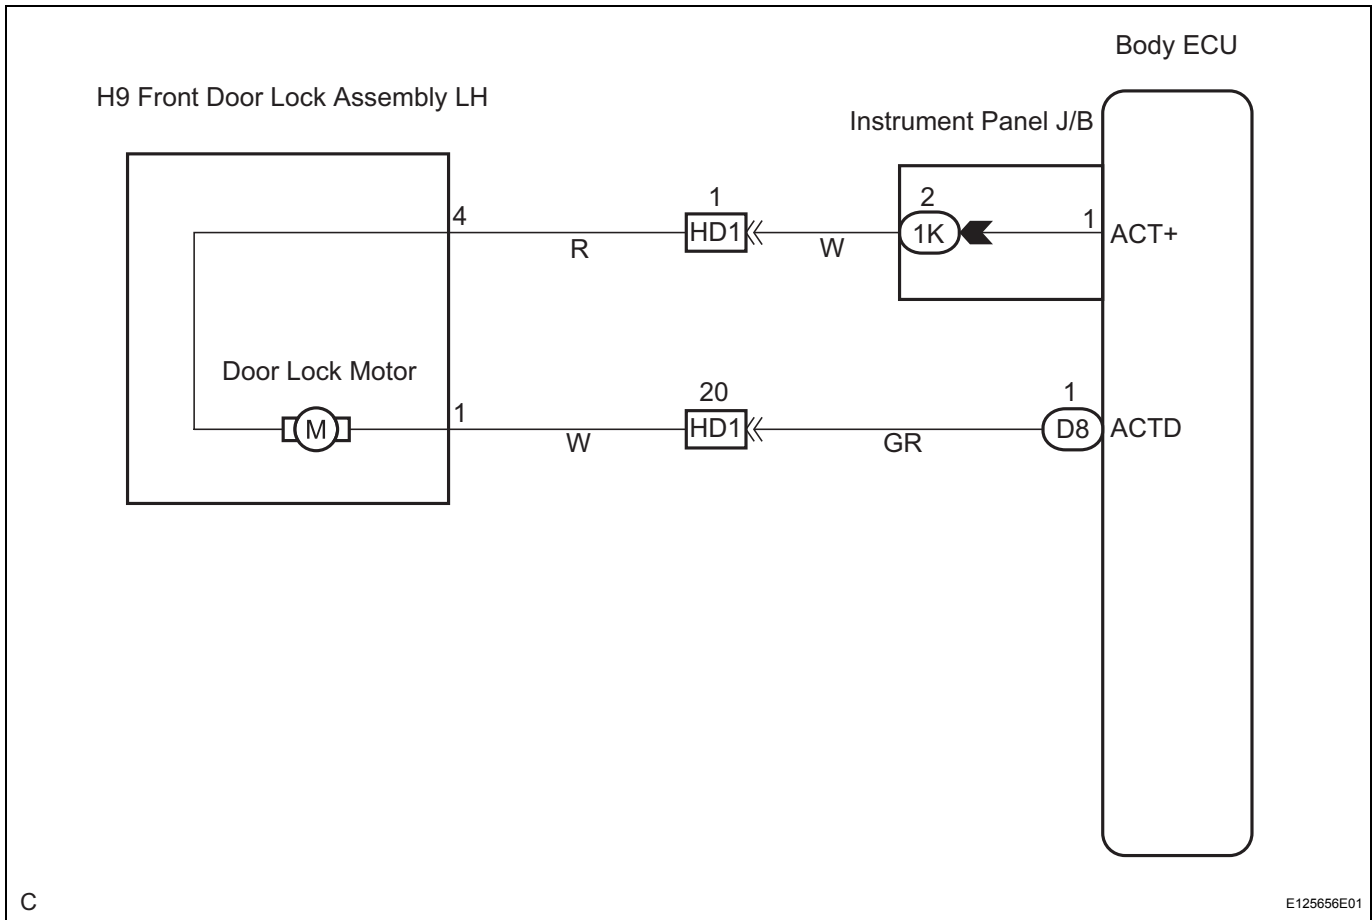 Body ECU
H9 Front Door Lock Assembly LH
Instrument Panel J/B
4
R
1
HD1
W
2
1K
1
ACT+
Door Lock Motor
M
1
W
20
HD1
GR
1
D8
ACTD
C
E125656E01